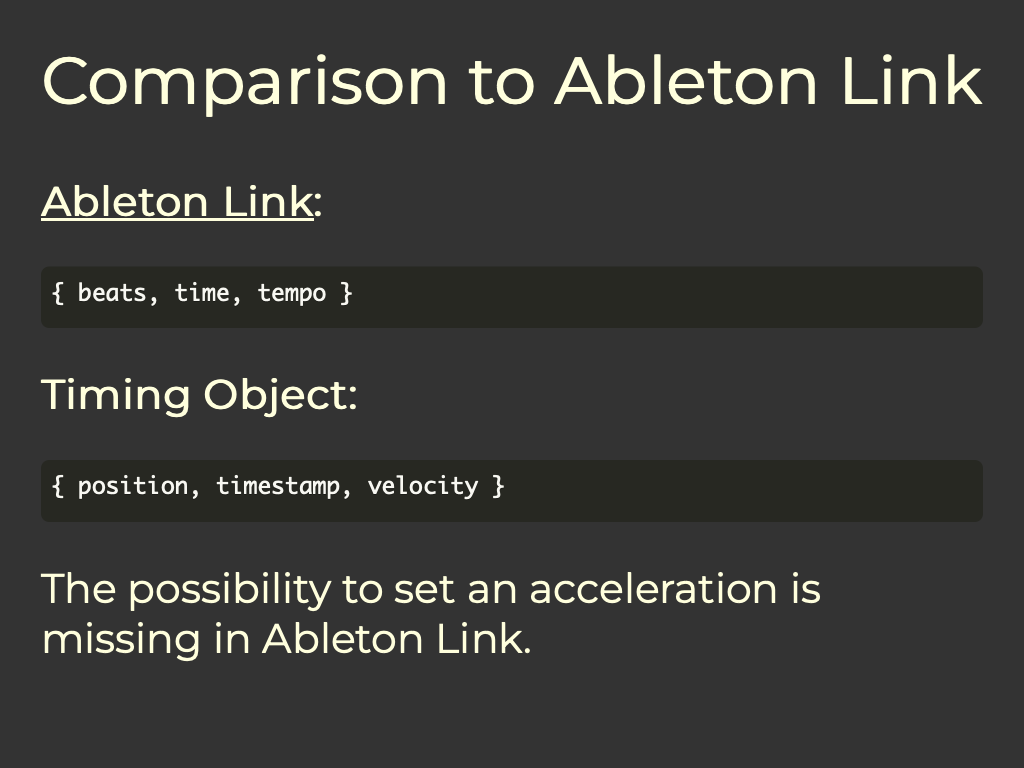 Comparison to Ableton Link
Ableton Link:
{ beats, time, tempo }
Timing Object:
{ position, timestamp, velocity }
The possibility to set an acceleration is
missing in Ableton Link.